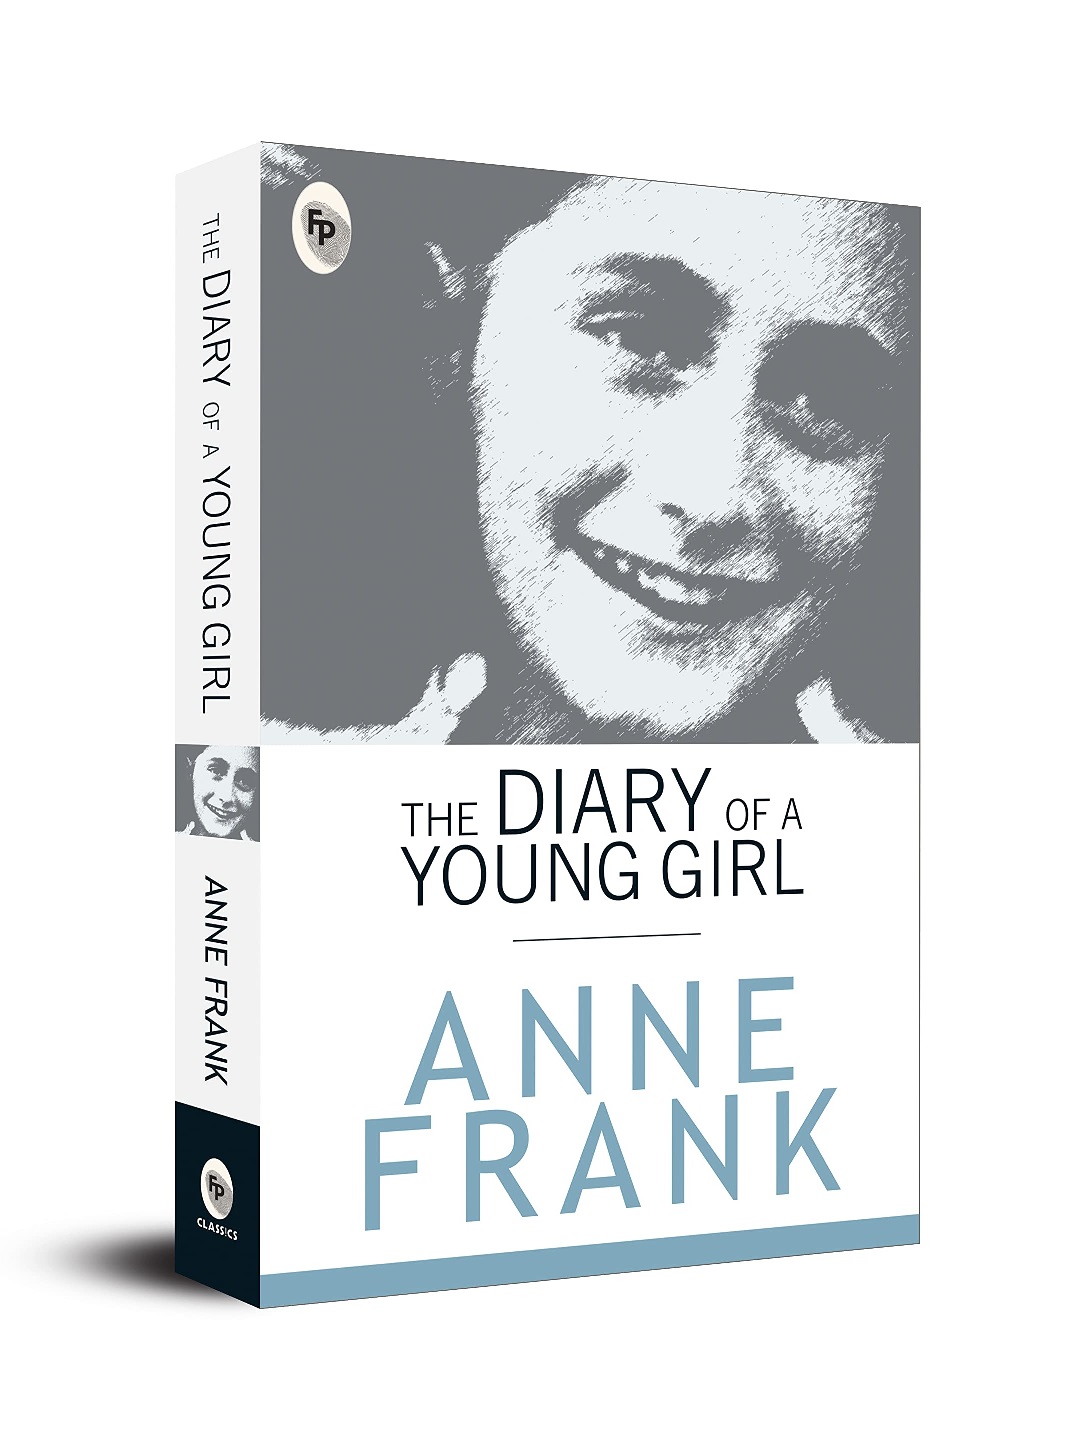 THE DIARY OF A YOUNG GIRL
ANNE FRANK
FP
CLASSICS
FP
THE DIARY OF A
YOUNG GIRL
ANNE
FRANK